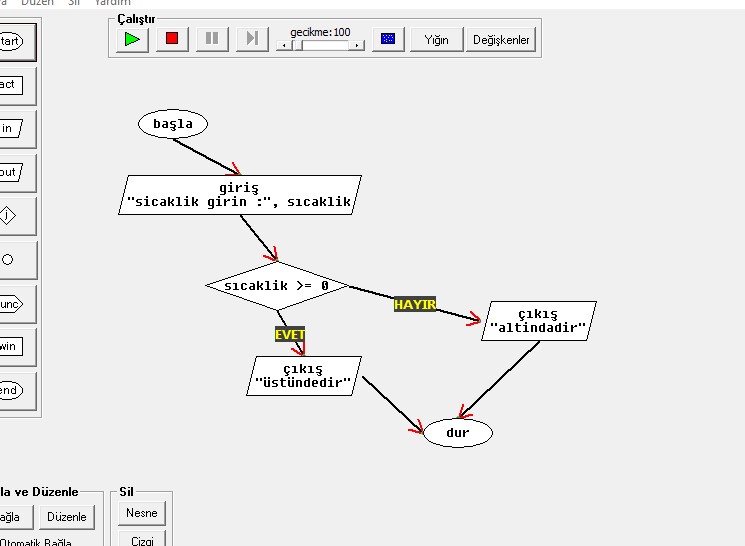 Düzen Sil Yardım
Çalıştır
gecikme:100
Yığın
Değişkenler
tart
act
in
out
i
unc
win
end
başla
giriş
"sicaklik girin :", sıcaklik
sıcaklik >= 0
HAYIR
EVET
çıkış
"altindadir"
çıkış
"üstündedir"
dur
la ve Düzenle
ağla
Düzenle
Otomatik Bağla
Sil
Nesne
Çizgi